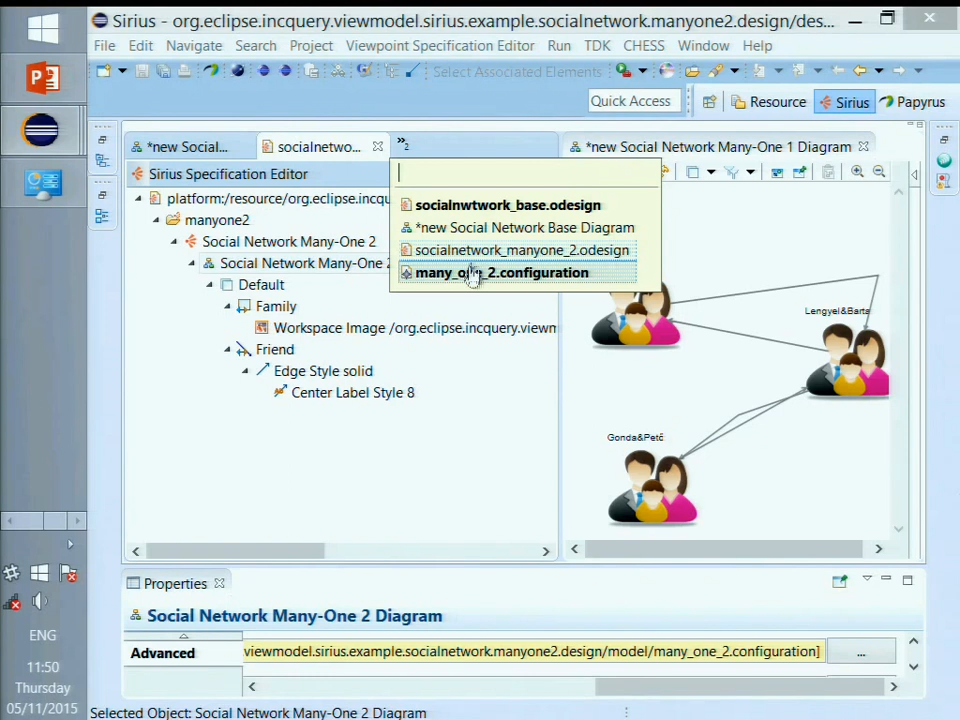 Sirius - org.eclipse.incquery.viewmodel.sirius.example.socialnetwork.manyone2.design/des...
File Edit Navigate Search Project Viewpoint Specification Editor Run TDK CHESS Window Help
Select Associated Elements
Quick Access
Resource
Sirius
Papyrus
*new Social...
socialnetwo...
»2
*new Social Network Many-One 1 Diagram
Sirius Specification Editor
platform:/resource/org.eclipse.incqu
manyone2
Social Network Many-One 2
Social Network Many-One 2
Default
Family
Workspace Image /org.eclipse.incquery.viewm
Friend
Edge Style solid
Center Label Style 8
socialnwtwork_base.odesign
*new Social Network Base Diagram
socialnetwork_manyone_2.odesign
many_one_2.configuration
Lengyel&Barta
Gonda&Pető
Properties
Social Network Many-One 2 Diagram
Advanced
viewmodel.sirius.example.socialnetwork.manyone2.design/model/many_one_2.configuration]
...
Selected Object: Social Network Many-One 2 Diagram
ENG
11:50
Thursday
05/11/2015